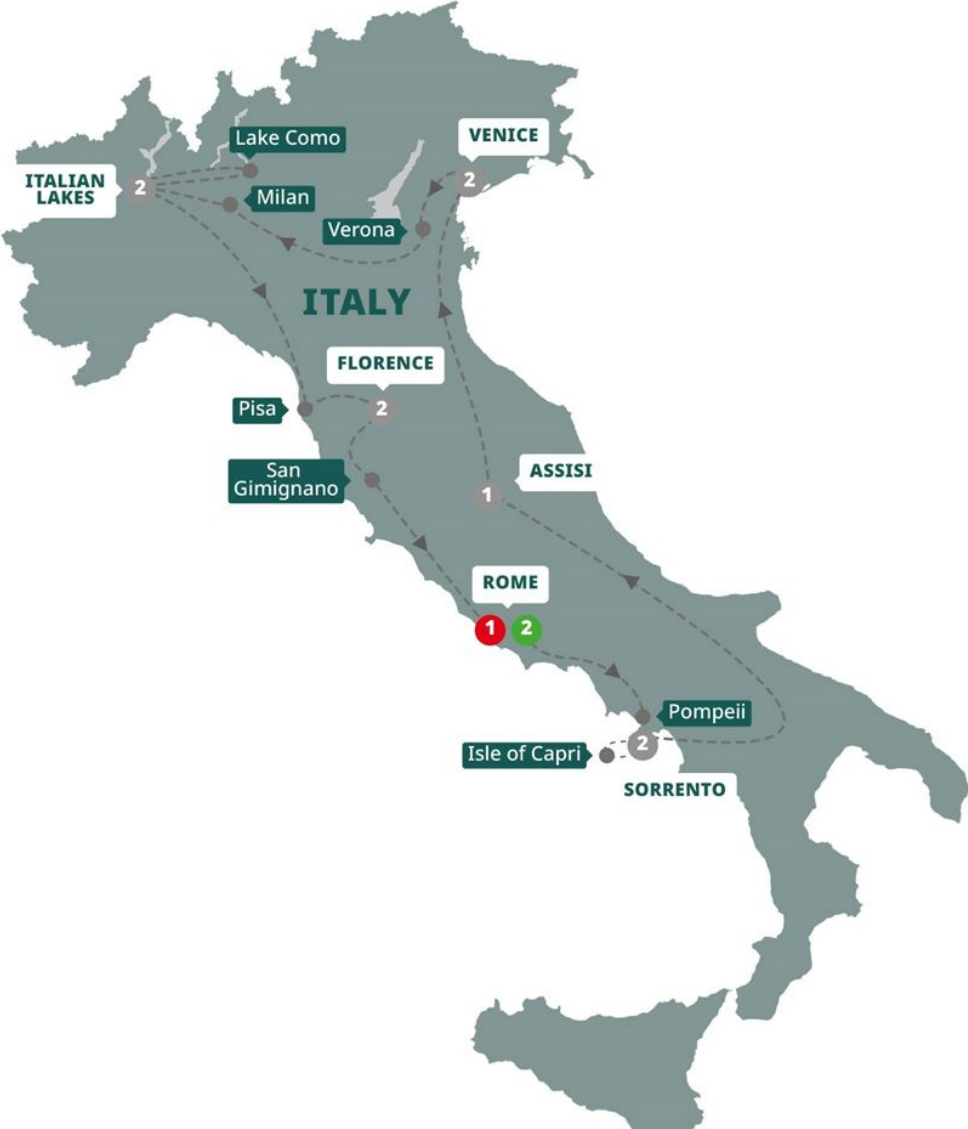 Lake Como
VENICE
2
ITALIAN
LAKES
2
Milan
Verona
ITALY
FLORENCE
2
Pisa
San
Gimignano
ASSISI
1
ROME
1
2
Pompeii
2
Isle of Capri
SORRENTO